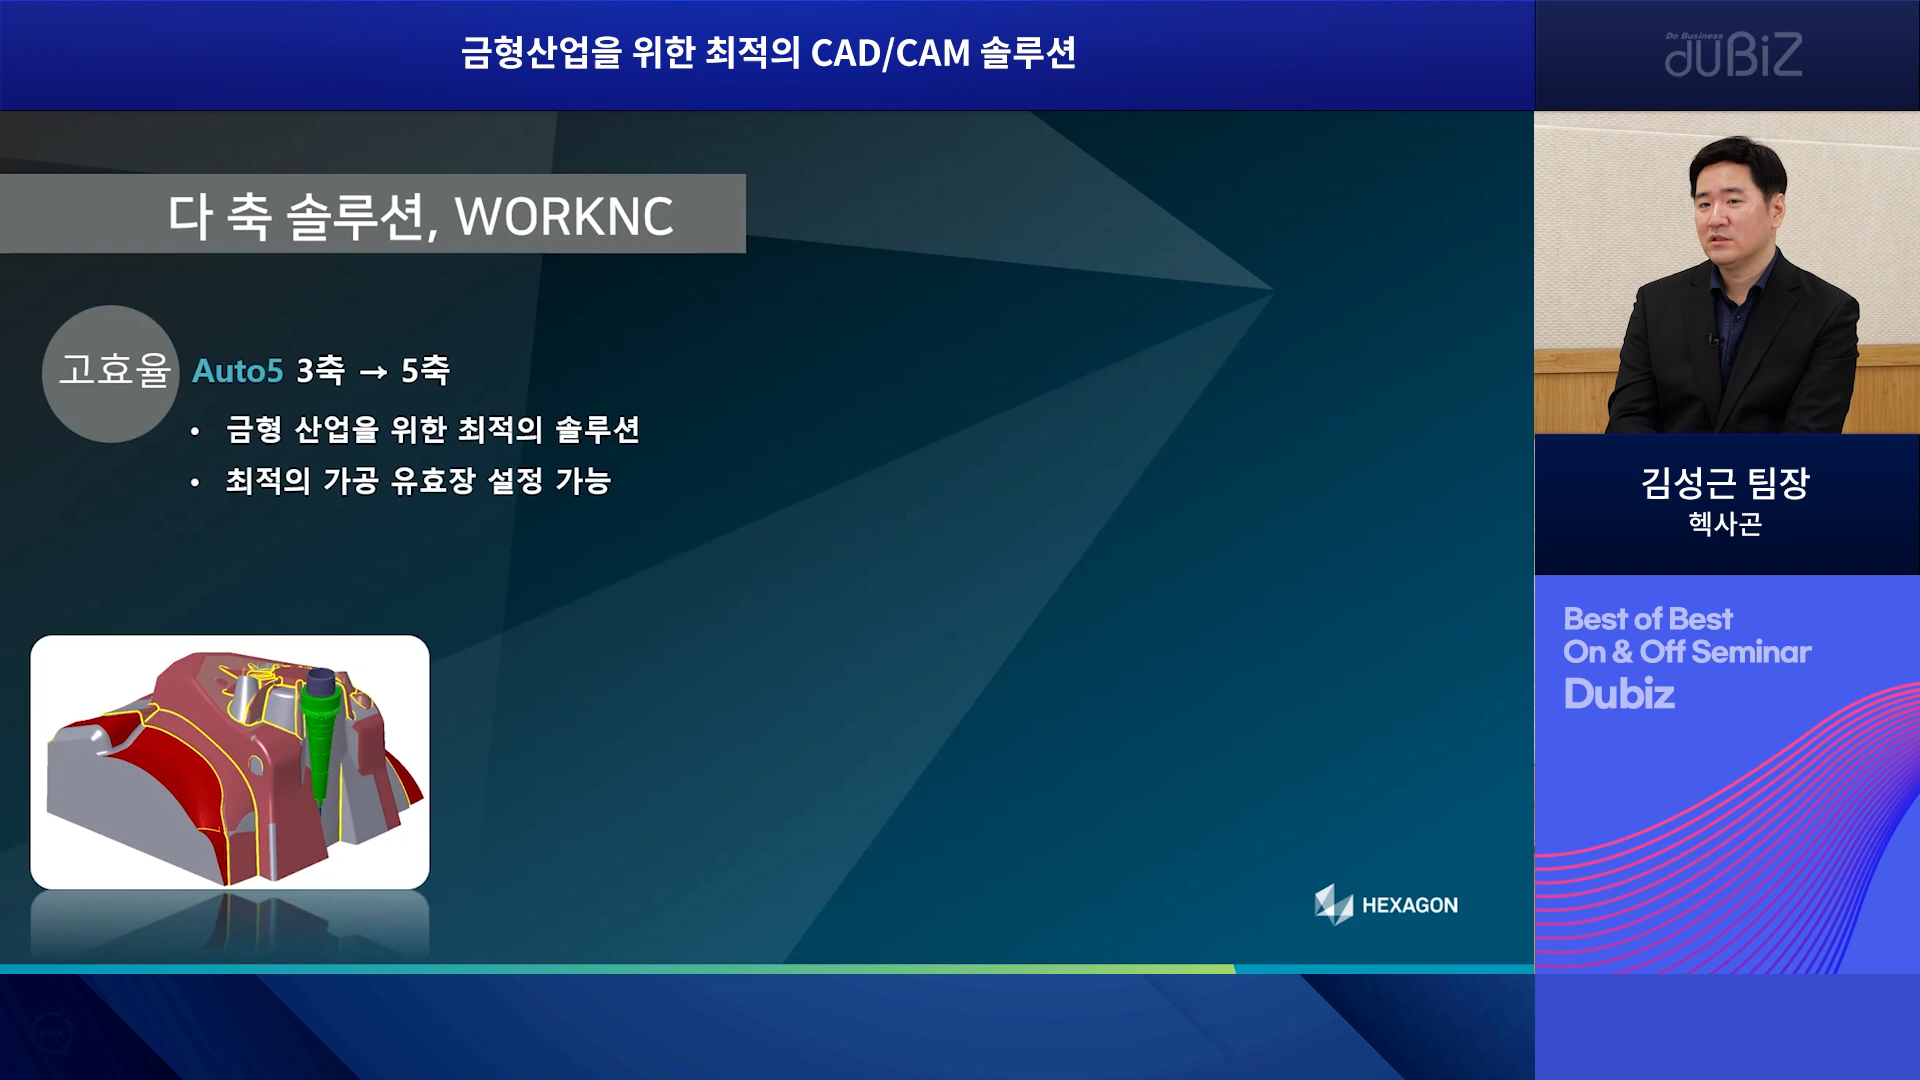 금형산업을 위한 최적의 CAD/CAM 솔루션
Do Business
duBiZ
다 축 솔루션, WORKNC
고효율
Auto5 3축 → 5축
• 금형 산업을 위한 최적의 솔루션
• 최적의 가공 유효장 설정 가능
HEXAGON
김성근 팀장
헥사곤
Best of Best
On & Off Seminar
Dubiz